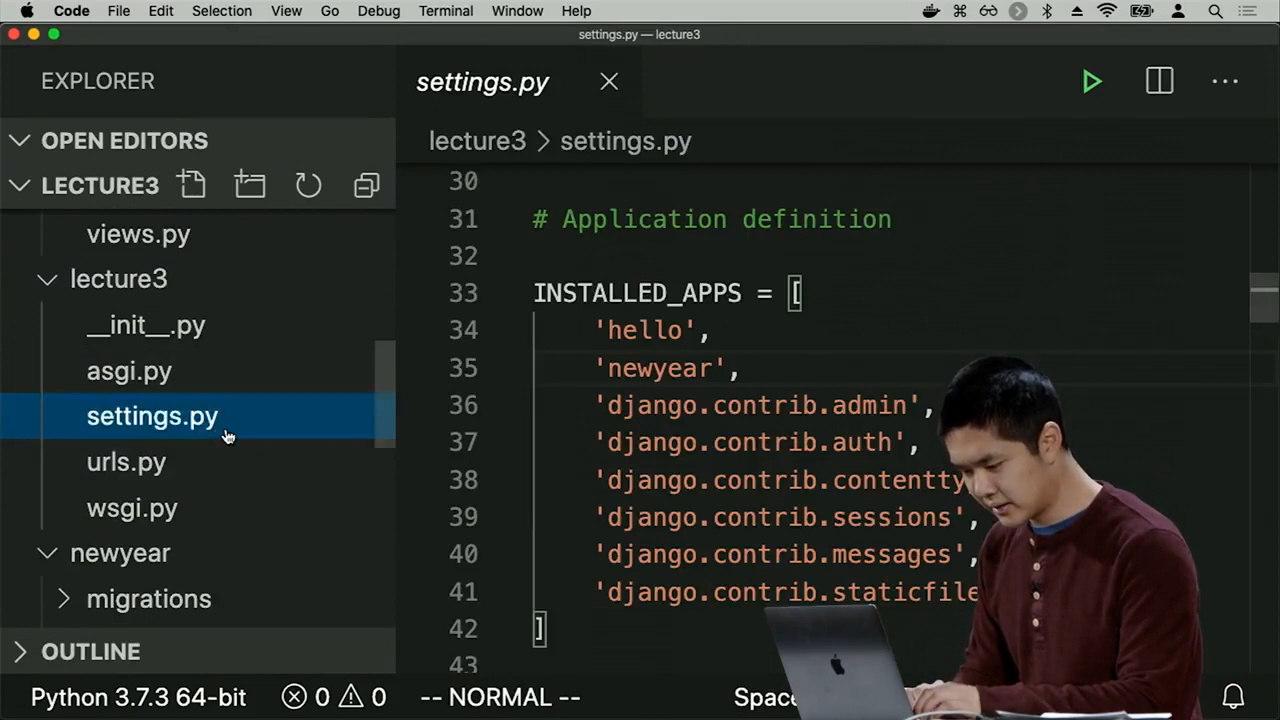 Code File Edit Selection View Go Debug Terminal Window Help
settings.py — lecture3
EXPLORER
settings.py
OPEN EDITORS
lecture3 > settings.py
LECTURE3
views.py
lecture3
__init__.py
asgi.py
settings.py
urls.py
wsgi.py
newyear
migrations
OUTLINE
30
31 # Application definition
32
33 INSTALLED_APPS = [
34 'hello',
35 'newyear',
36 'django.contrib.admin',
37 'django.contrib.auth',
38 'django.contrib.contentty
39 'django.contrib.sessions',
40 'django.contrib.messages',
41 'django.contrib.staticfile
42 ]
43
Python 3.7.3 64-bit 0 0 -- NORMAL -- Space